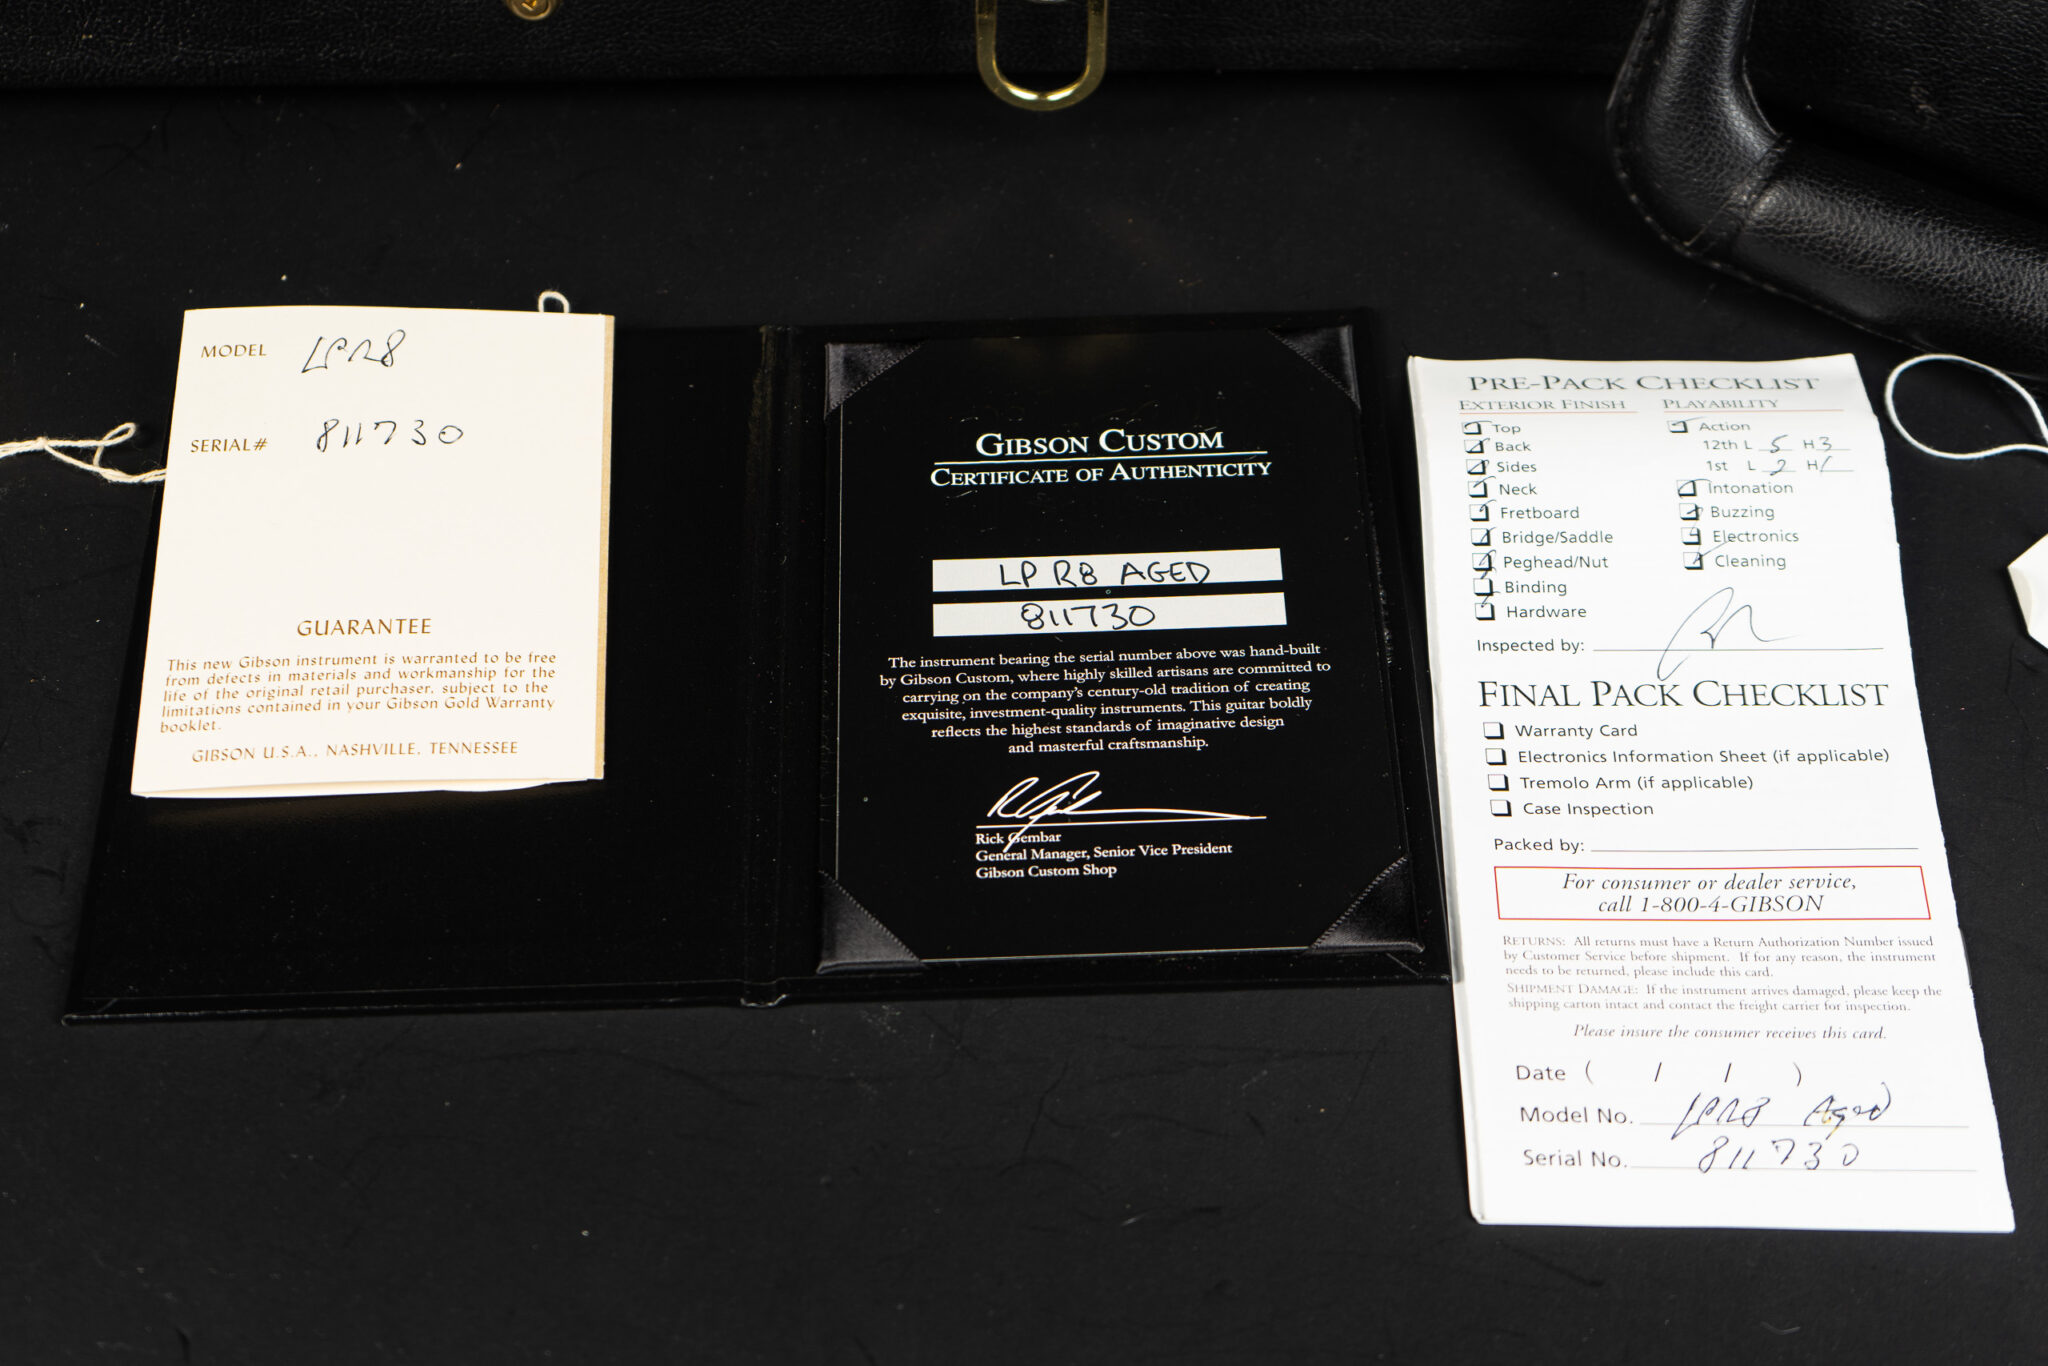 MODEL LPR8
SERIAL# 811730
GUARANTEE
This new Gibson instrument is warranted to be free
from defects in materials and workmanship for the
life of the original retail purchaser, subject to the
limitations contained in your Gibson Gold Warranty
booklet.
GIBSON U.S.A., NASHVILLE, TENNESSEE
GIBSON CUSTOM
CERTIFICATE OF AUTHENTICITY
LP R8 AGED
811730
The instrument bearing the serial number above was hand-built
by Gibson Custom, where highly skilled artisans are committed to
carrying on the company's century-old tradition of creating
exquisite, investment-quality instruments. This guitar boldly
reflects the highest standards of imaginative design
and masterful craftsmanship.
Rick Gembar
General Manager, Senior Vice President
Gibson Custom Shop
PRE-PACK CHECKLIST
EXTERIOR FINISH PLAYABILITY
Top Action
Back 12th L 5 H 3
Sides 1st L 2 H 1
Neck Intonation
Fretboard Buzzing
Bridge/Saddle Electronics
Peghead/Nut Cleaning
Binding
Hardware
Inspected by:
FINAL PACK CHECKLIST
Warranty Card
Electronics Information Sheet (if applicable)
Tremolo Arm (if applicable)
Case Inspection
Packed by:
For consumer or dealer service,
call 1-800-4-GIBSON
RETURNS: All returns must have a Return Authorization Number issued
by Customer Service before shipment. If for any reason, the instrument
needs to be returned, please include this card.
SHIPMENT DAMAGE: If the instrument arrives damaged, please keep the
shipping carton intact and contact the freight carrier for inspection.
Please insure the consumer receives this card.
Date ( / / )
Model No. LPR8 Aged
Serial No. 811730